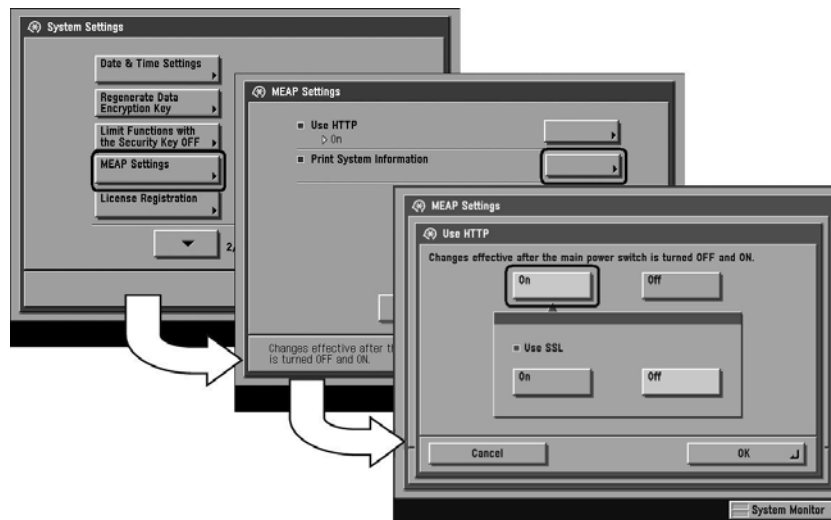 System Settings
Date & Time Settings
Regenerate Data
Encryption Key
Limit Functions with
the Security Key OFF
MEAP Settings
License Registration
2/
MEAP Settings
Use HTTP
On
Print System Information
Changes effective after t
is turned OFF and ON.
MEAP Settings
Use HTTP
Changes effective after the main power switch is turned OFF and ON.
On
Off
Use SSL
On
Off
Cancel
OK
System Monitor